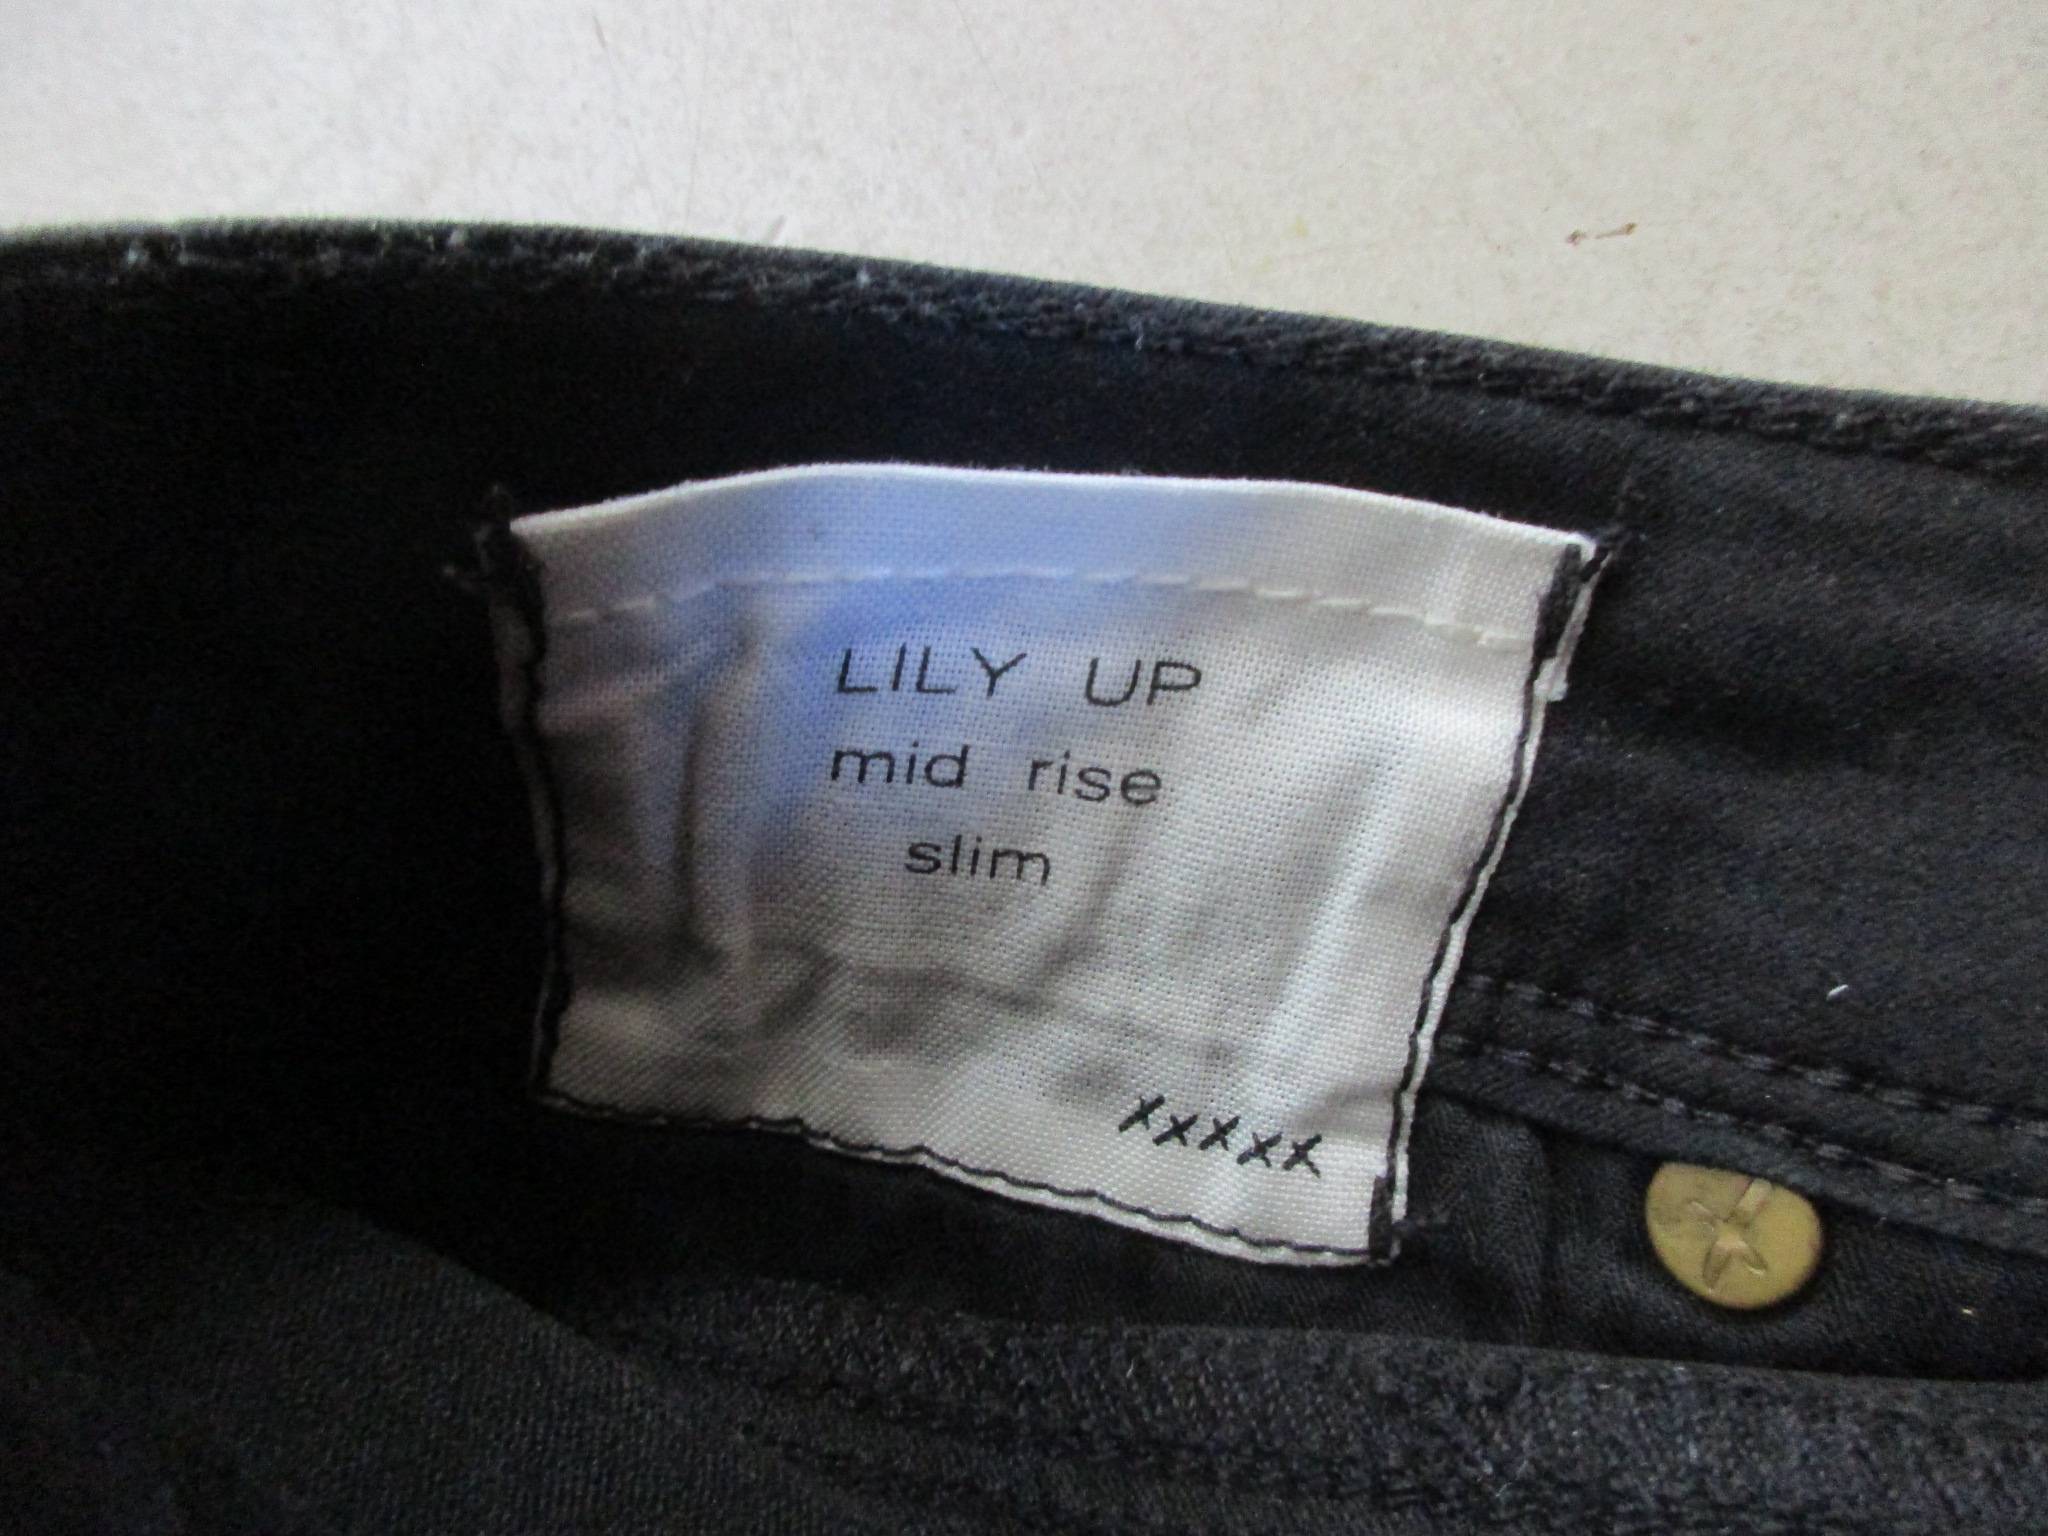 LILY UP
mid rise
slim
xxxxx